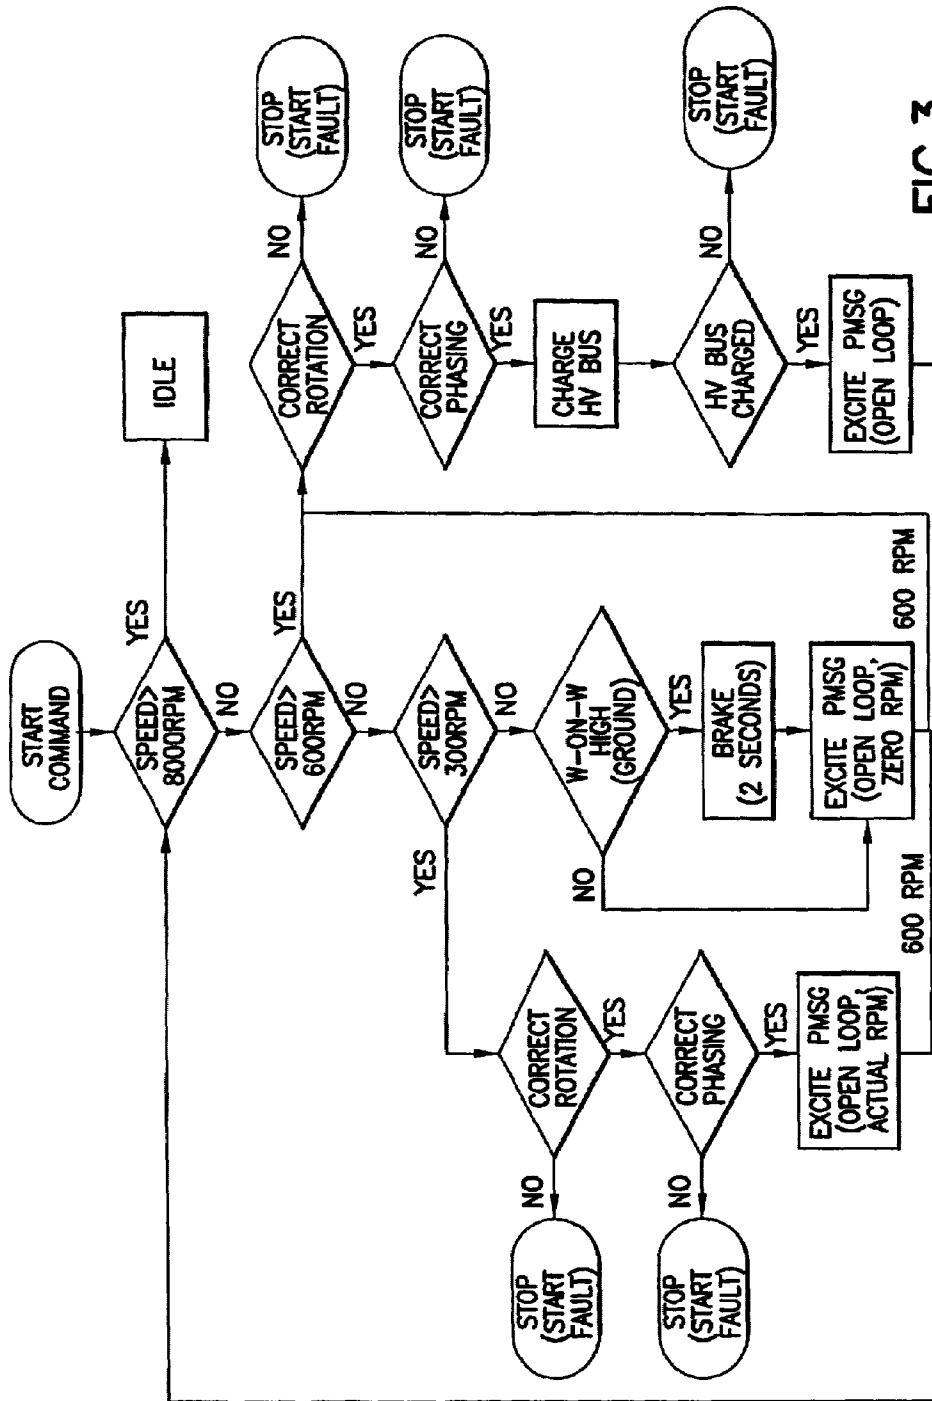 START
COMMAND
SPEED>
8000RPM
YES
IDLE
NO
SPEED>
600RPM
YES
CORRECT
ROTATION
NO
STOP
(START
FAULT)
YES
CORRECT
PHASING
NO
STOP
(START
FAULT)
YES
CHARGE
HV BUS
HV BUS
CHARGED
NO
STOP
(START
FAULT)
YES
EXCITE PMSG
(OPEN LOOP)
NO
SPEED>
300RPM
NO
W-ON-W
HIGH
(GROUND)
YES
BRAKE
(2 SECONDS)
NO
EXCITE PMSG
(OPEN LOOP,
ZERO RPM)
600 RPM
YES
CORRECT
ROTATION
NO
STOP
(START
FAULT)
YES
CORRECT
PHASING
NO
STOP
(START
FAULT)
YES
EXCITE PMSG
(OPEN LOOP,
ACTUAL RPM)
600 RPM
FIG. 3